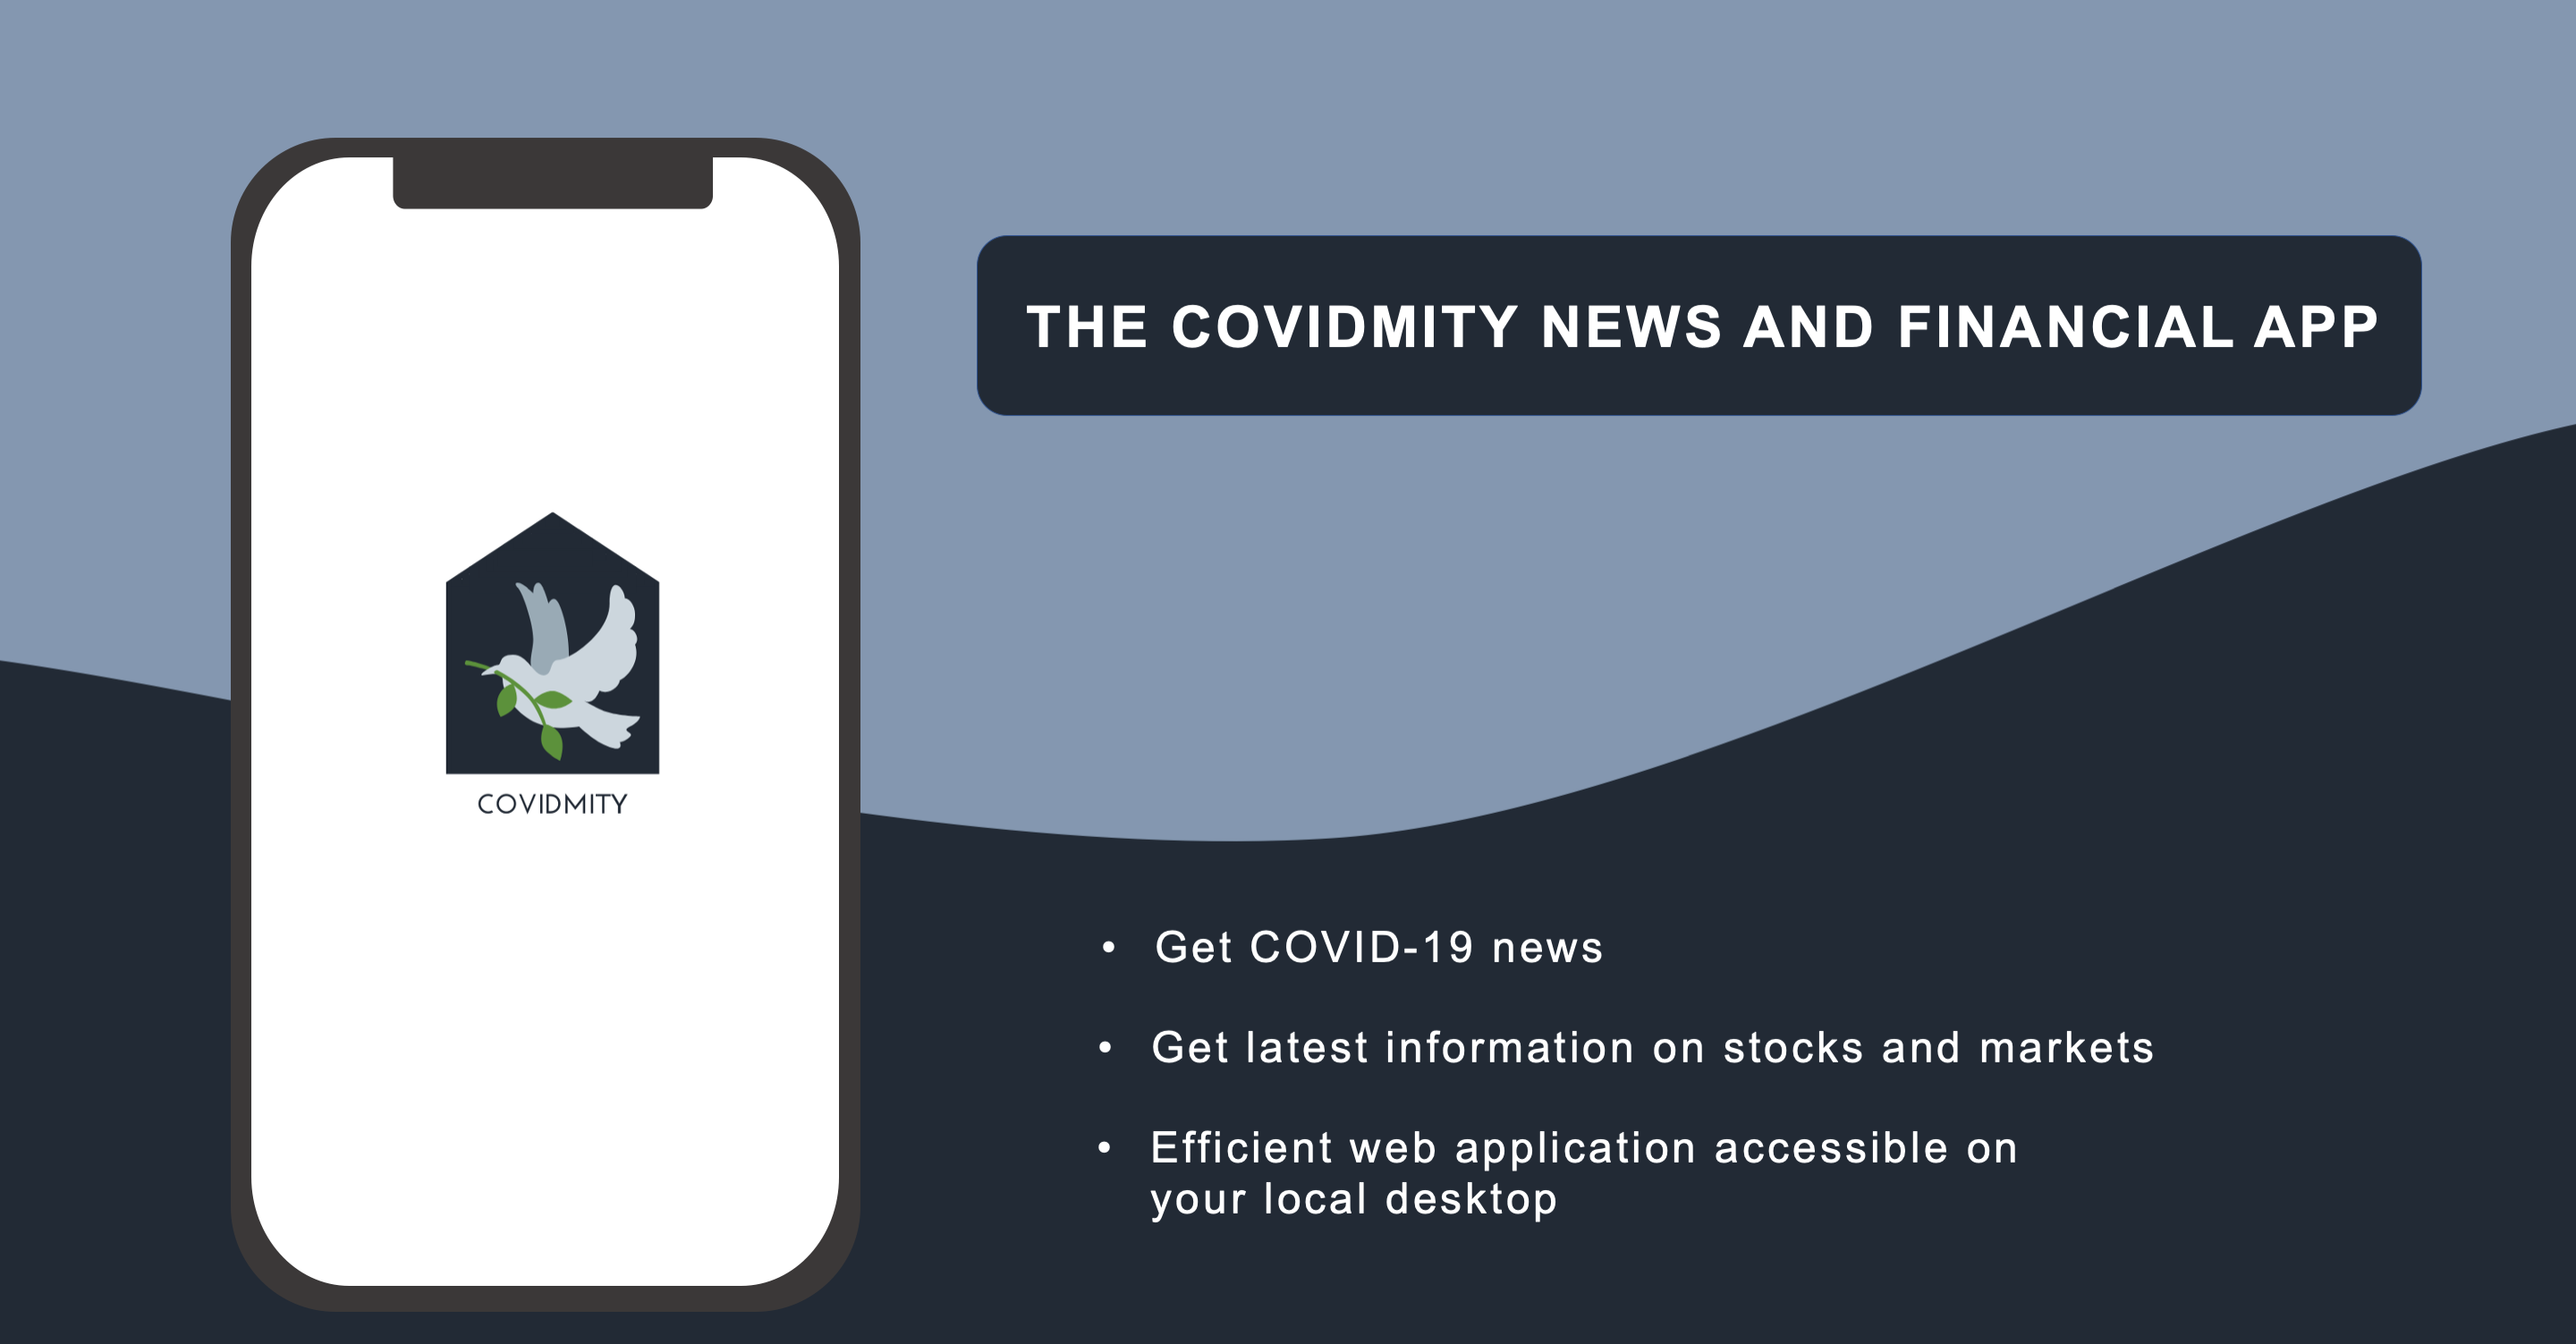 THE COVIDMITY NEWS AND FINANCIAL APP
COVIDMITY
• Get COVID-19 news
• Get latest information on stocks and markets
• Efficient web application accessible on
your local desktop